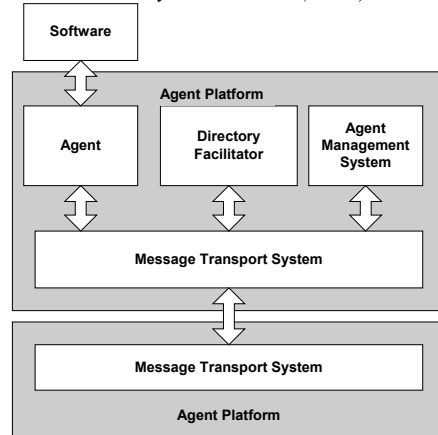 Software
Agent Platform
Agent
Directory
Facilitator
Agent
Management
System
Message Transport System
Message Transport System
Agent Platform